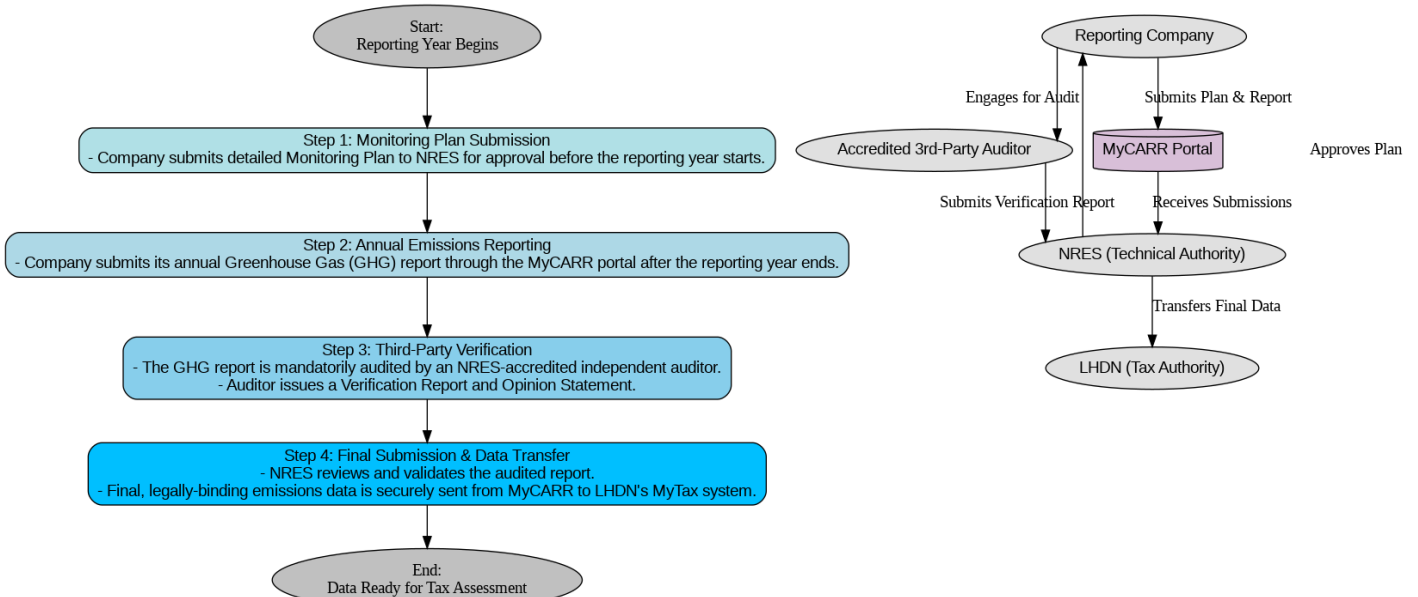 Start:
Reporting Year Begins
Step 1: Monitoring Plan Submission
- Company submits detailed Monitoring Plan to NRES for approval before the reporting year starts.
Step 2: Annual Emissions Reporting
- Company submits its annual Greenhouse Gas (GHG) report through the MyCARR portal after the reporting year ends.
Step 3: Third-Party Verification
- The GHG report is mandatorily audited by an NRES-accredited independent auditor.
- Auditor issues a Verification Report and Opinion Statement.
Step 4: Final Submission & Data Transfer
- NRES reviews and validates the audited report.
- Final, legally-binding emissions data is securely sent from MyCARR to LHDN's MyTax system.
End:
Data Ready for Tax Assessment
Reporting Company
Engages for Audit
Submits Plan & Report
Accredited 3rd-Party Auditor
MyCARR Portal
Approves Plan
Submits Verification Report
Receives Submissions
NRES (Technical Authority)
Transfers Final Data
LHDN (Tax Authority)